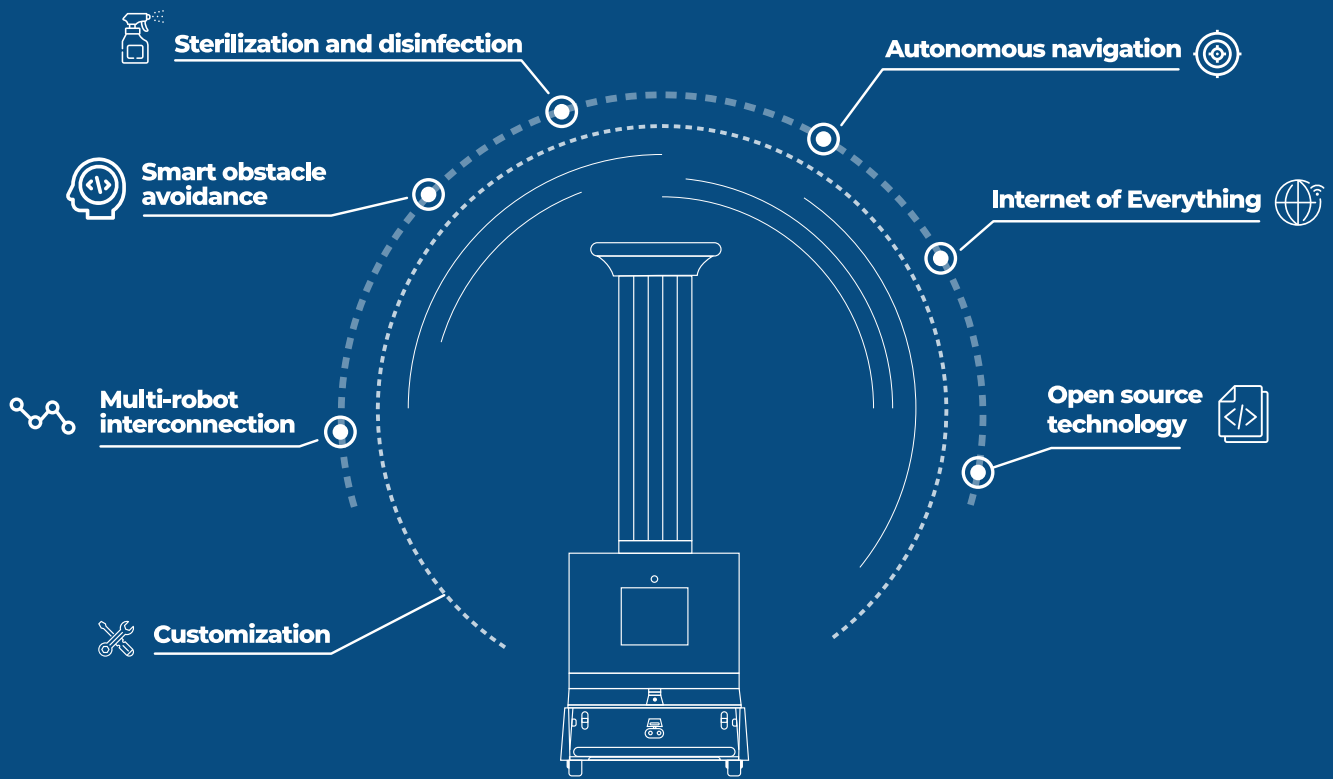 Sterilization and disinfection
Autonomous navigation
Smart obstacle
avoidance
Internet of Everything
Multi-robot
interconnection
Open source
technology
Customization